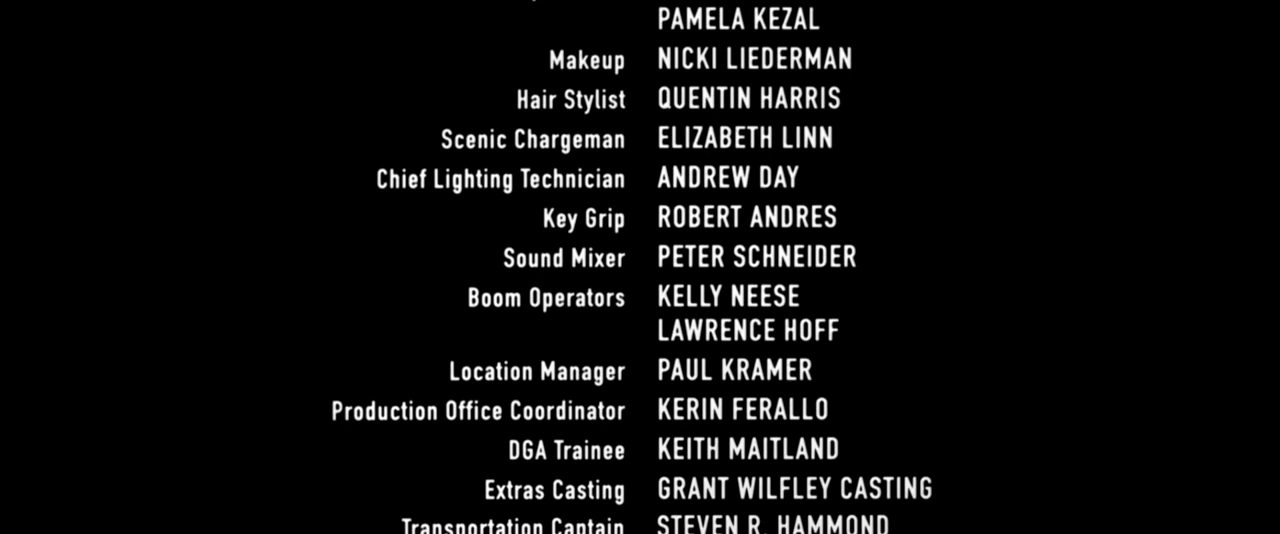 PAMELA KEZAL
Makeup NICKI LIEDERMAN
Hair Stylist QUENTIN HARRIS
Scenic Chargeman ELIZABETH LINN
Chief Lighting Technician ANDREW DAY
Key Grip ROBERT ANDRES
Sound Mixer PETER SCHNEIDER
Boom Operators KELLY NEESE
LAWRENCE HOFF
Location Manager PAUL KRAMER
Production Office Coordinator KERIN FERALLO
DGA Trainee KEITH MAITLAND
Extras Casting GRANT WILFLEY CASTING
Transportation Captain STEVEN R. HAMMOND